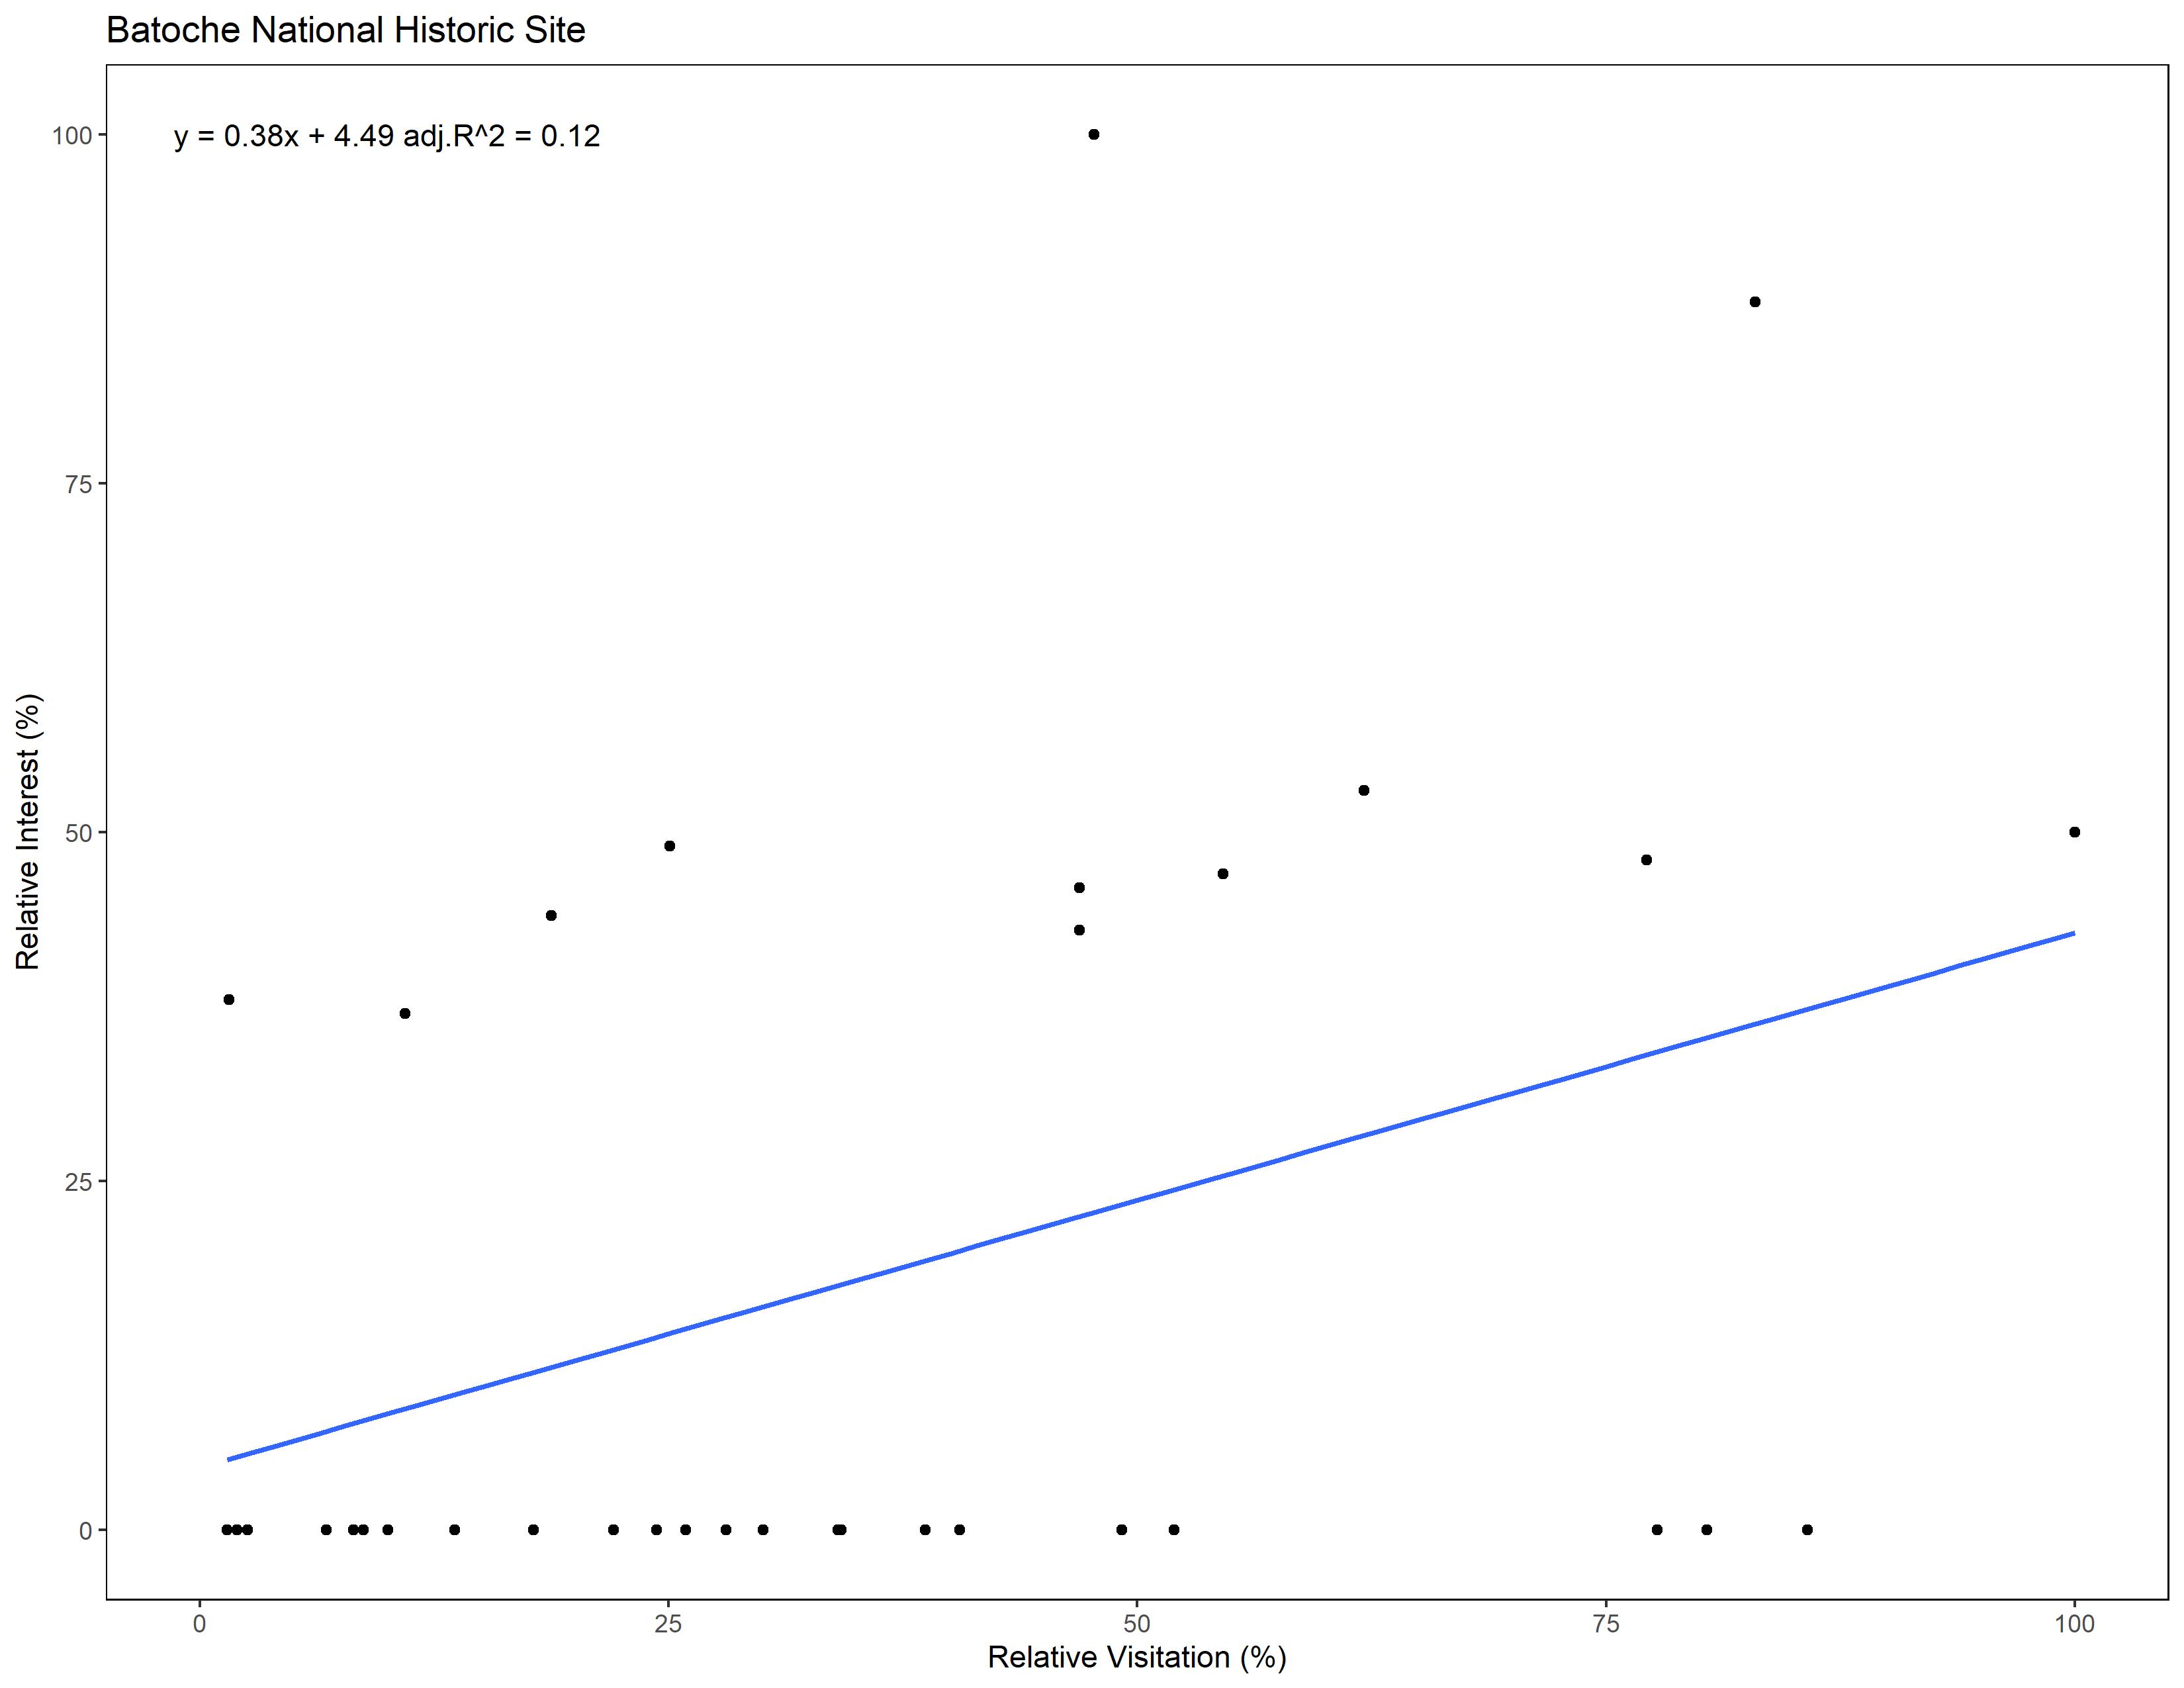 Batoche National Historic Site
y = 0.38x + 4.49 adj.R^2 = 0.12
100
75
50
25
0
Relative Interest (%)
0 25 50 75 100
Relative Visitation (%)